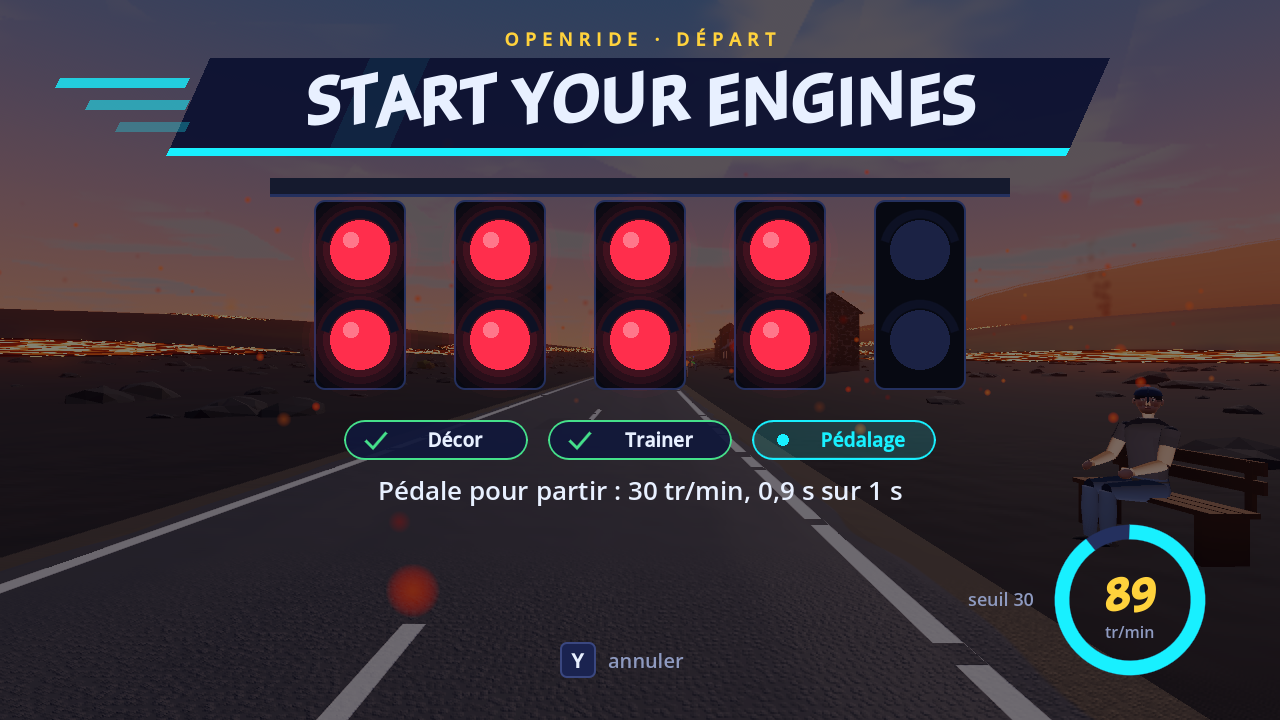 OPENRIDE · DÉPART
START YOUR ENGINES
Décor
Trainer
Pédalage
Pédale pour partir : 30 tr/min, 0,9 s sur 1 s
seuil 30
89
tr/min
Y annuler